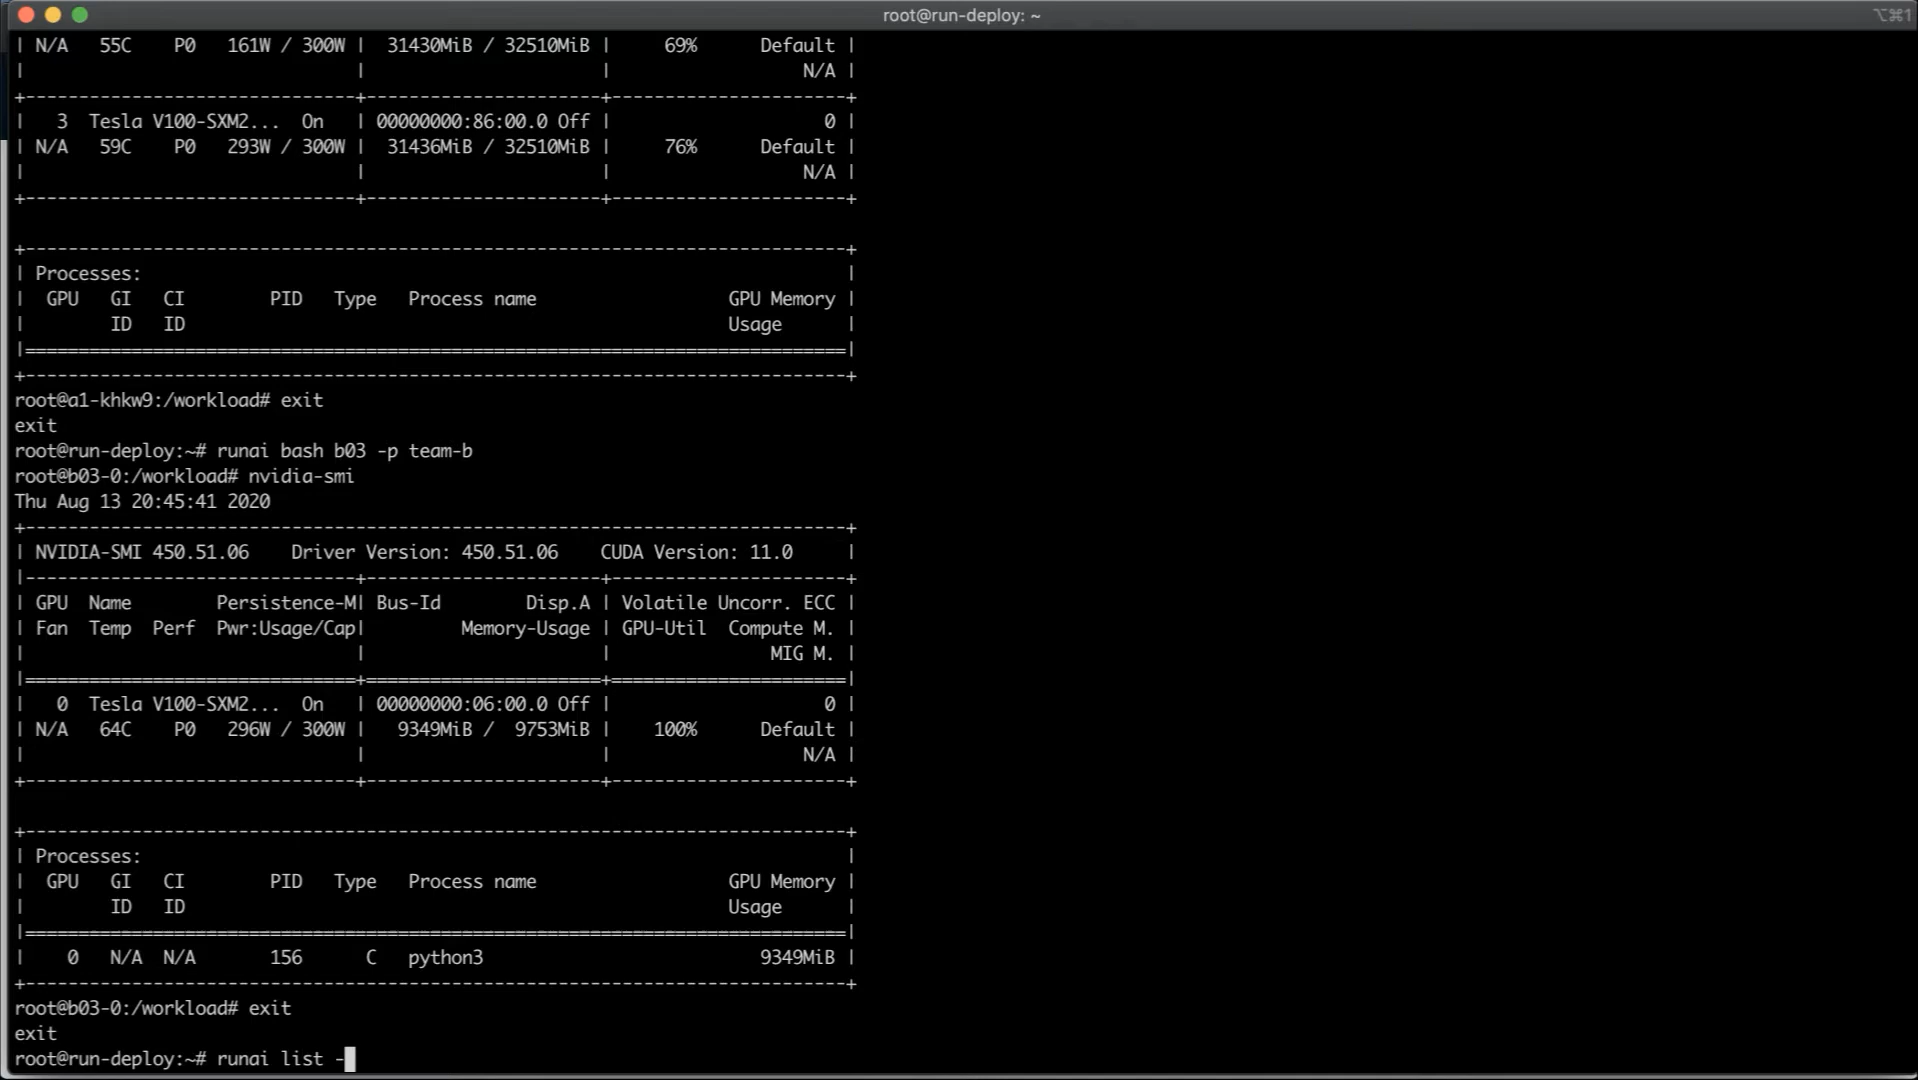 root@run-deploy: ~
⌥⌘1
| N/A   55C    P0   161W / 300W |  31430MiB / 32510MiB |     69%      Default |
|                               |                      |                  N/A |
+-------------------------------+----------------------+----------------------+
|   3  Tesla V100-SXM2...  On   | 00000000:86:00.0 Off |                    0 |
| N/A   59C    P0   293W / 300W |  31436MiB / 32510MiB |     76%      Default |
|                               |                      |                  N/A |
+-------------------------------+----------------------+----------------------+
+-----------------------------------------------------------------------------+
| Processes:                                                                  |
|  GPU   GI   CI        PID   Type   Process name                  GPU Memory |
|        ID   ID                                                   Usage      |
|=============================================================================|
+-----------------------------------------------------------------------------+
root@a1-khkw9:/workload# exit
exit
root@run-deploy:~# runai bash b03 -p team-b
root@b03-0:/workload# nvidia-smi
Thu Aug 13 20:45:41 2020
+-----------------------------------------------------------------------------+
| NVIDIA-SMI 450.51.06    Driver Version: 450.51.06    CUDA Version: 11.0     |
|-------------------------------+----------------------+----------------------+
| GPU  Name        Persistence-M| Bus-Id        Disp.A | Volatile Uncorr. ECC |
| Fan  Temp  Perf  Pwr:Usage/Cap|         Memory-Usage | GPU-Util  Compute M. |
|                               |                      |               MIG M. |
|===============================+======================+======================|
|   0  Tesla V100-SXM2...  On   | 00000000:06:00.0 Off |                    0 |
| N/A   64C    P0   296W / 300W |   9349MiB /  9753MiB |    100%      Default |
|                               |                      |                  N/A |
+-------------------------------+----------------------+----------------------+
+-----------------------------------------------------------------------------+
| Processes:                                                                  |
|  GPU   GI   CI        PID   Type   Process name                  GPU Memory |
|        ID   ID                                                   Usage      |
|=============================================================================|
|    0   N/A  N/A       156      C   python3                          9349MiB |
+-----------------------------------------------------------------------------+
root@b03-0:/workload# exit
exit
root@run-deploy:~# runai list -